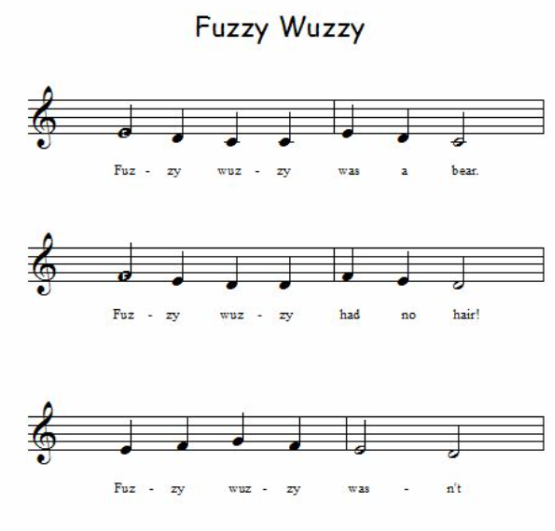 Fuzzy Wuzzy
Fuz - zy wuz - zy was a bear.
Fuz - zy wuz - zy had no hair!
Fuz - zy wuz - zy was - n't